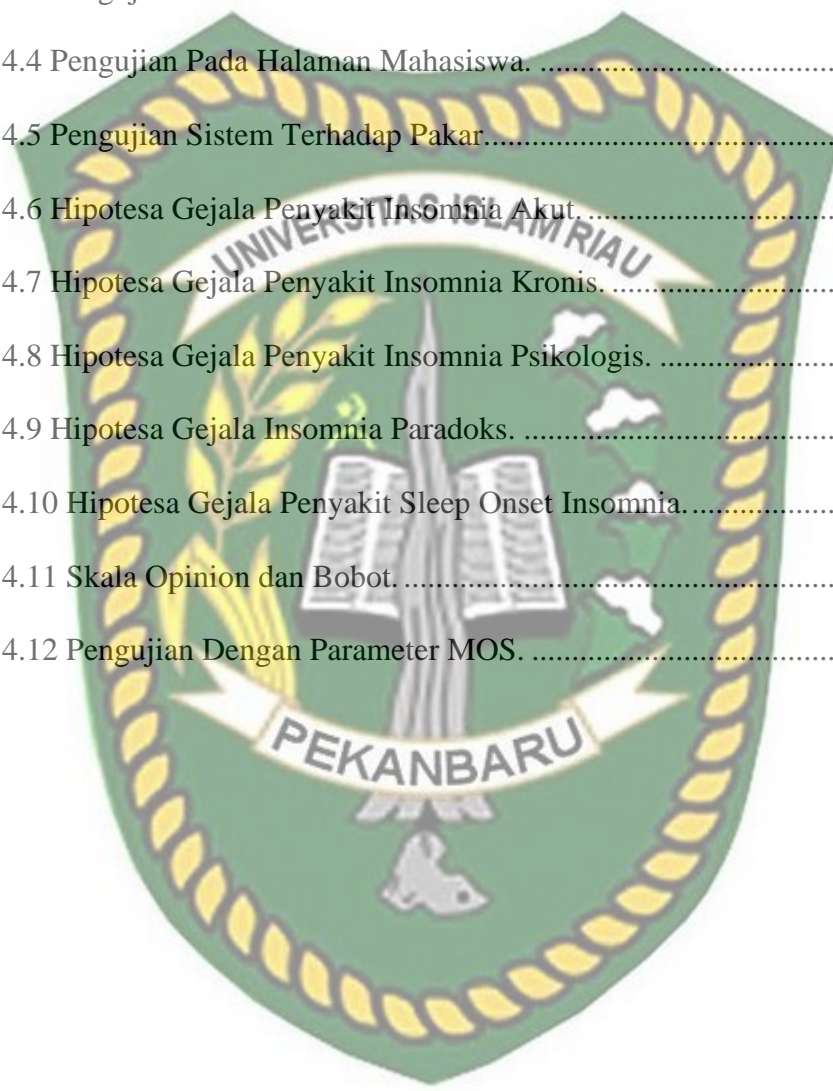 4.4 Pengujian Pada Halaman Mahasiswa. ..................................
4.5 Pengujian Sistem Terhadap Pakar........................................
4.6 Hipotesa Gejala Penyakit Insomnia Akut. ............................
UNIVERSITAS ISLAM RIAU
4.7 Hipotesa Gejala Penyakit Insomnia Kronis. .........................
4.8 Hipotesa Gejala Penyakit Insomnia Psikologis. ...................
4.9 Hipotesa Gejala Insomnia Paradoks. ....................................
4.10 Hipotesa Gejala Penyakit Sleep Onset Insomnia...................
4.11 Skala Opinion dan Bobot. ....................................................
4.12 Pengujian Dengan Parameter MOS. ...................................
PEKANBARU